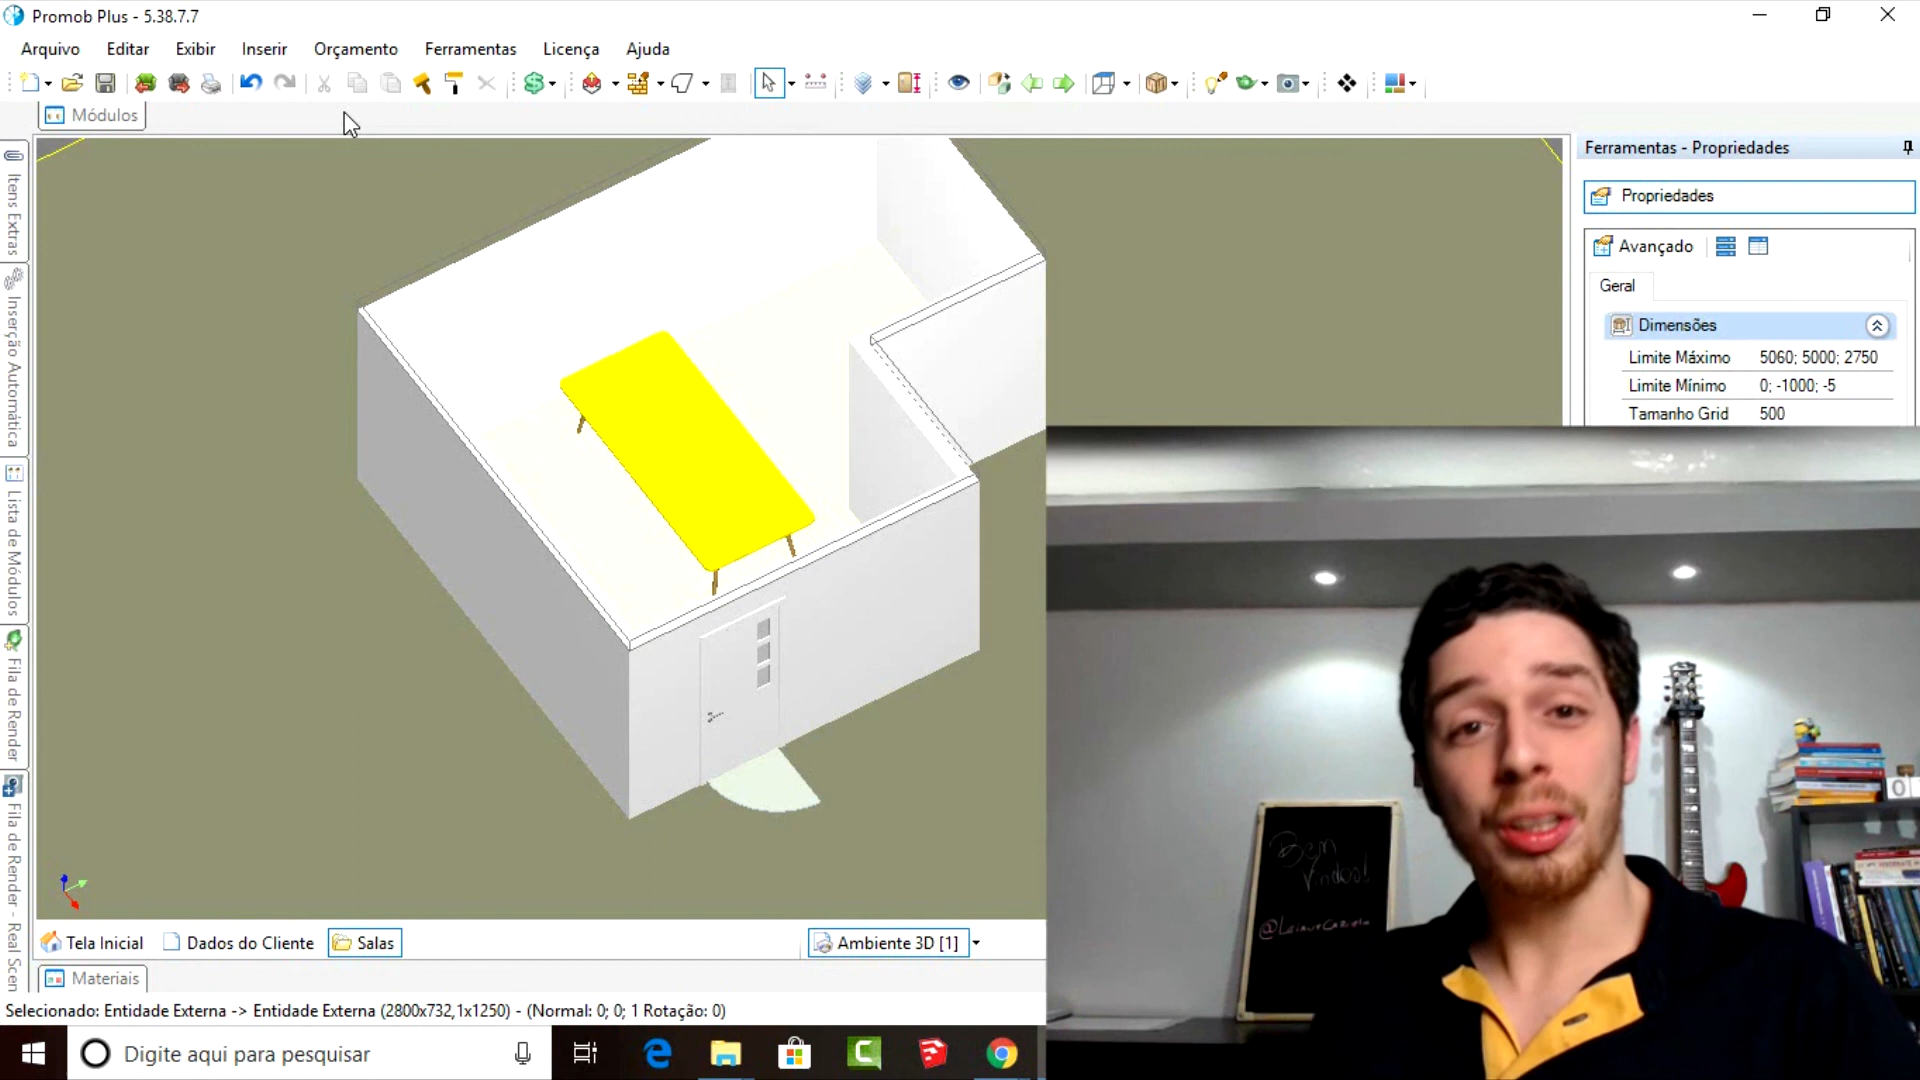 Promob Plus - 5.38.7.7
Arquivo Editar Exibir Inserir Orçamento Ferramentas Licença Ajuda
Módulos
Itens Extras
Inserção Automática
Lista de Módulos
Fila de Render
Fila de Render - Real Scen
Ferramentas - Propriedades
Propriedades
Avançado
Geral
Dimensões
Limite Máximo 5060; 5000; 2750
Limite Mínimo 0; -1000; -5
Tamanho Grid 500
Bem
Vindoo!
Tela Inicial Dados do Cliente Salas Ambiente 3D [1]
Materiais
Selecionado: Entidade Externa -> Entidade Externa (2800x732,1x1250) - (Normal: 0; 0; 1 Rotação: 0)
Digite aqui para pesquisar